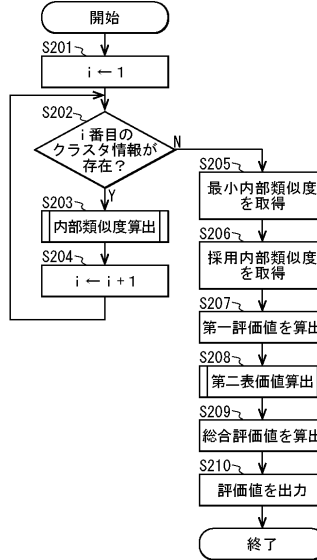 開始
S201
i ← 1
S202
i 番目の
クラスタ情報が
存在?
N
Y
S203
内部類似度算出
S204
i ← i + 1
S205
最小内部類似度
を取得
S206
採用内部類似度
を取得
S207
第一評価値を算出
S208
第二表価値算出
S209
総合評価値を算出
S210
評価値を出力
終了